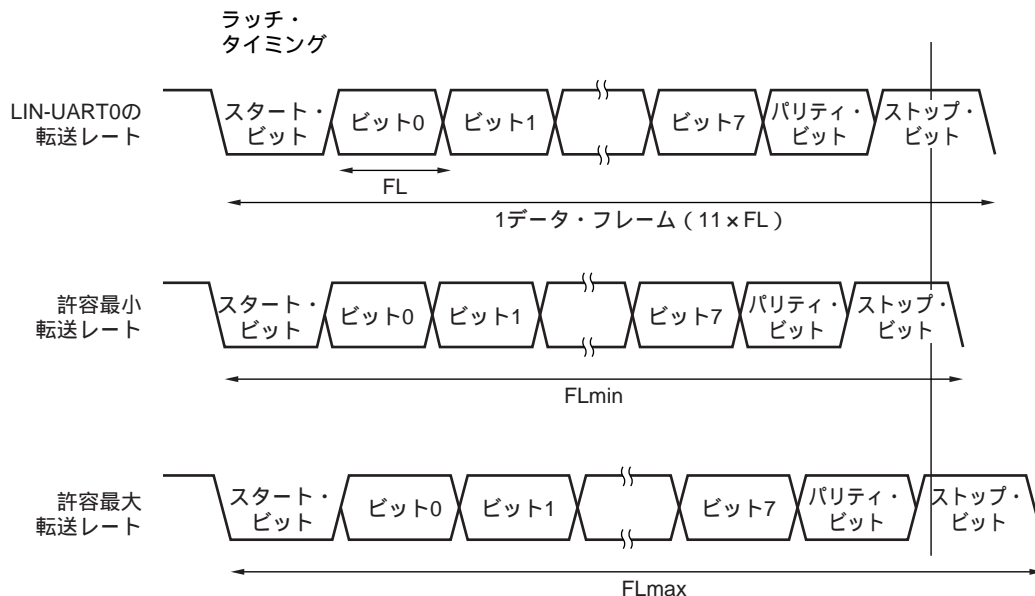 ラッチ・
タイミング
LIN-UART0の
転送レート
スタート・
ビット
ビット0
ビット1
ビット7
パリティ・
ビット
ストップ・
ビット
FL
1データ・フレーム（11×FL）
許容最小
転送レート
スタート・
ビット
ビット0
ビット1
ビット7
パリティ・
ビット
ストップ・
ビット
FLmin
許容最大
転送レート
スタート・
ビット
ビット0
ビット1
ビット7
パリティ・
ビット
ストップ・
ビット
FLmax